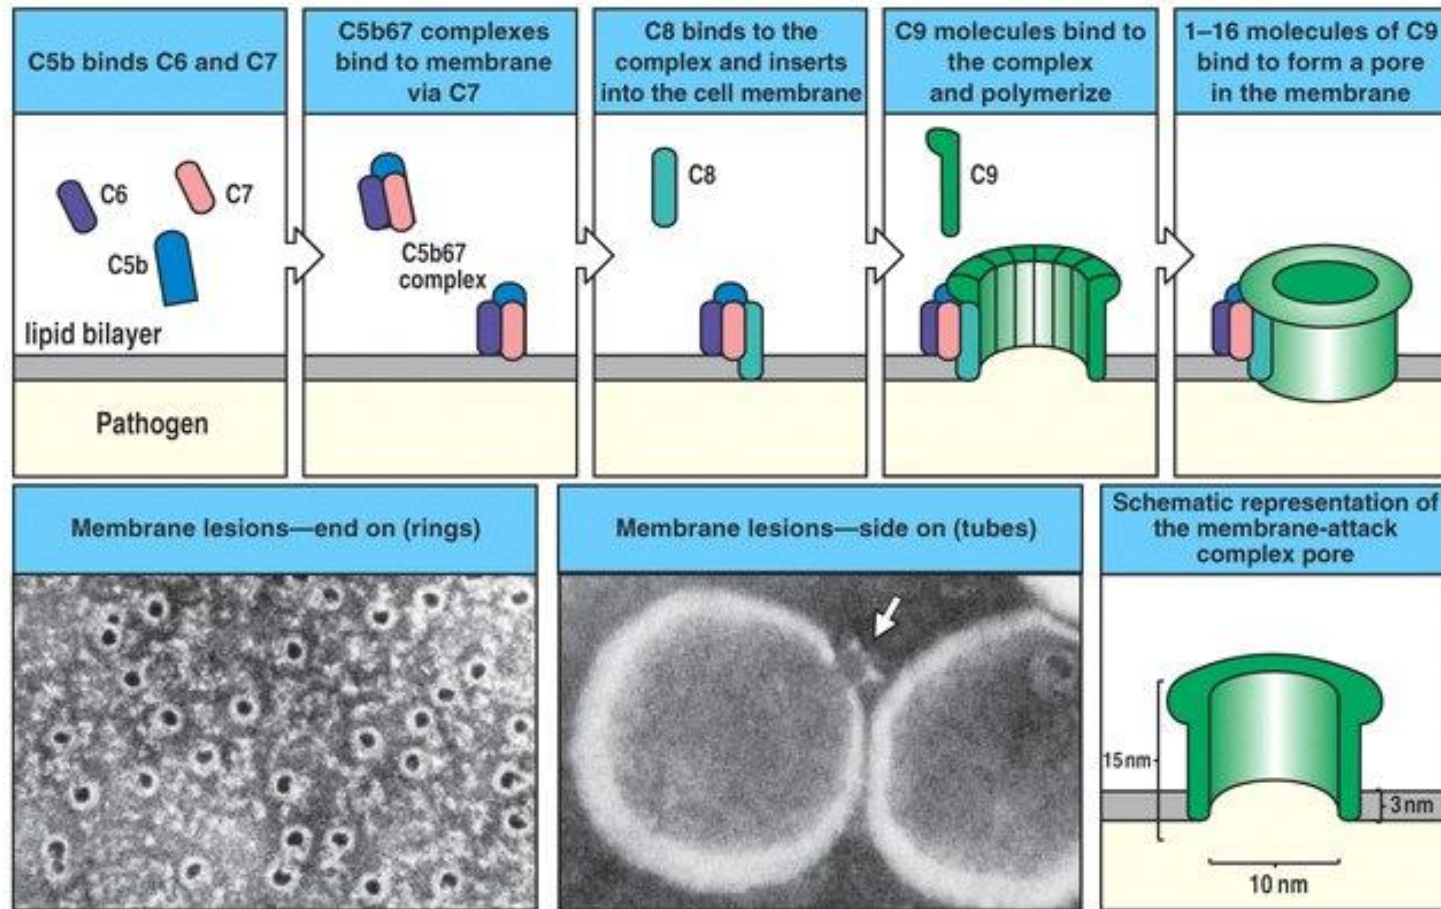 C5b binds C6 and C7
C6
C7
C5b
lipid bilayer
Pathogen
C5b67 complexes
bind to membrane
via C7
C5b67
complex
C8 binds to the
complex and inserts
into the cell membrane
C8
C9 molecules bind to
the complex
and polymerize
C9
1–16 molecules of C9
bind to form a pore
in the membrane
Membrane lesions—end on (rings)
Membrane lesions—side on (tubes)
Schematic representation of
the membrane-attack
complex pore
15nm
3nm
10 nm